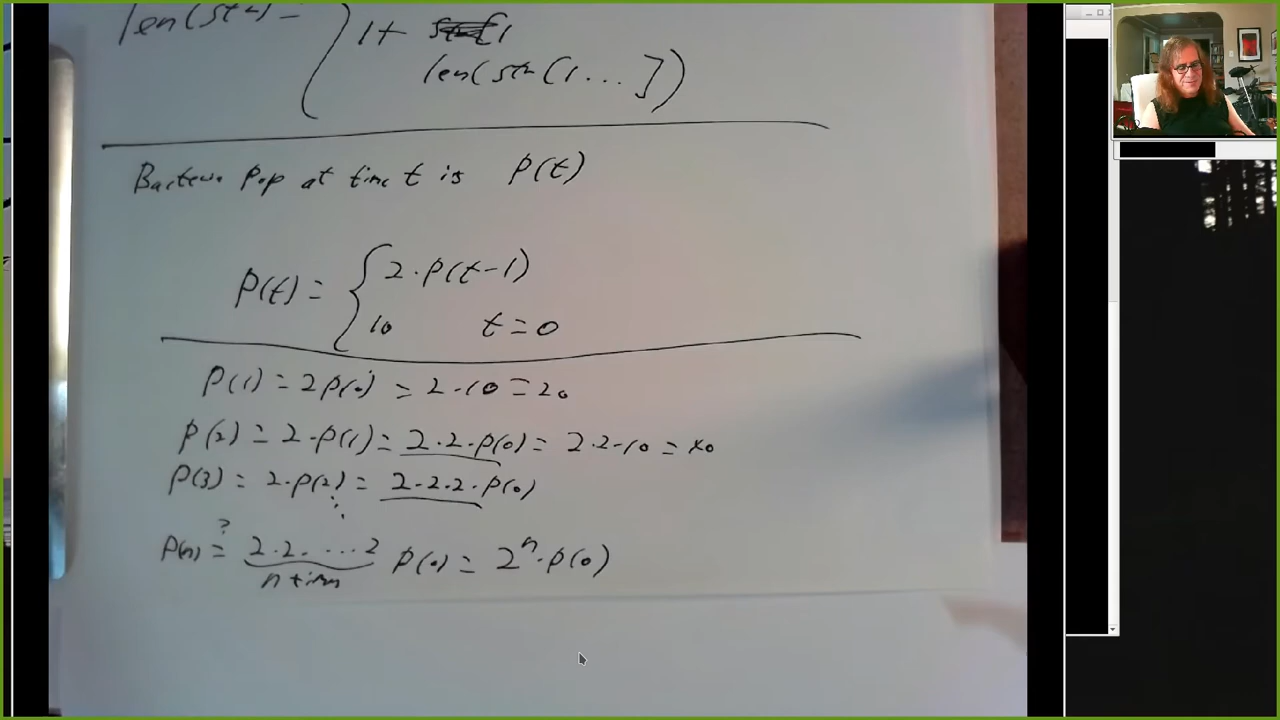 len(str) =
1+
len(str[1...])
Bacteria Pop at time t is P(t)
P(t) = { 2·P(t-1)
10 t=0
P(1) = 2P(0) = 2·10 = 20
P(2) = 2·P(1) = 2·2·P(0) = 2·2·10 = 40
P(3) = 2·P(2) = 2·2·2·P(0)
⋮
P(n) ?= 2·2. ...2 P(0) = 2^n·P(0)
n times